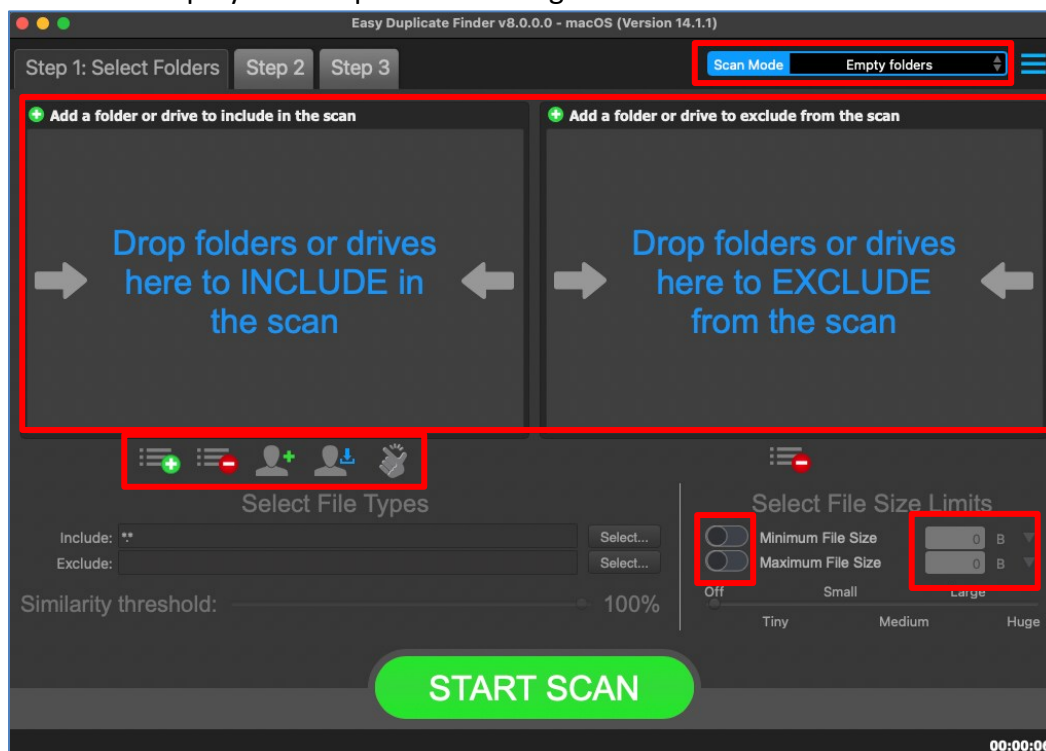 Easy Duplicate Finder v8.0.0.0 - macOS (Version 14.1.1)
Step 1: Select Folders Step 2 Step 3 Scan Mode Empty folders
Add a folder or drive to include in the scan Add a folder or drive to exclude from the scan
Drop folders or drives
here to INCLUDE in
the scan
Drop folders or drives
here to EXCLUDE
from the scan
Select File Types
Include: *.* Select...
Exclude: Select...
Similarity threshold: 100%
Select File Size Limits
Minimum File Size 0 B
Maximum File Size 0 B
Off Small Large
Tiny Medium Huge
START SCAN